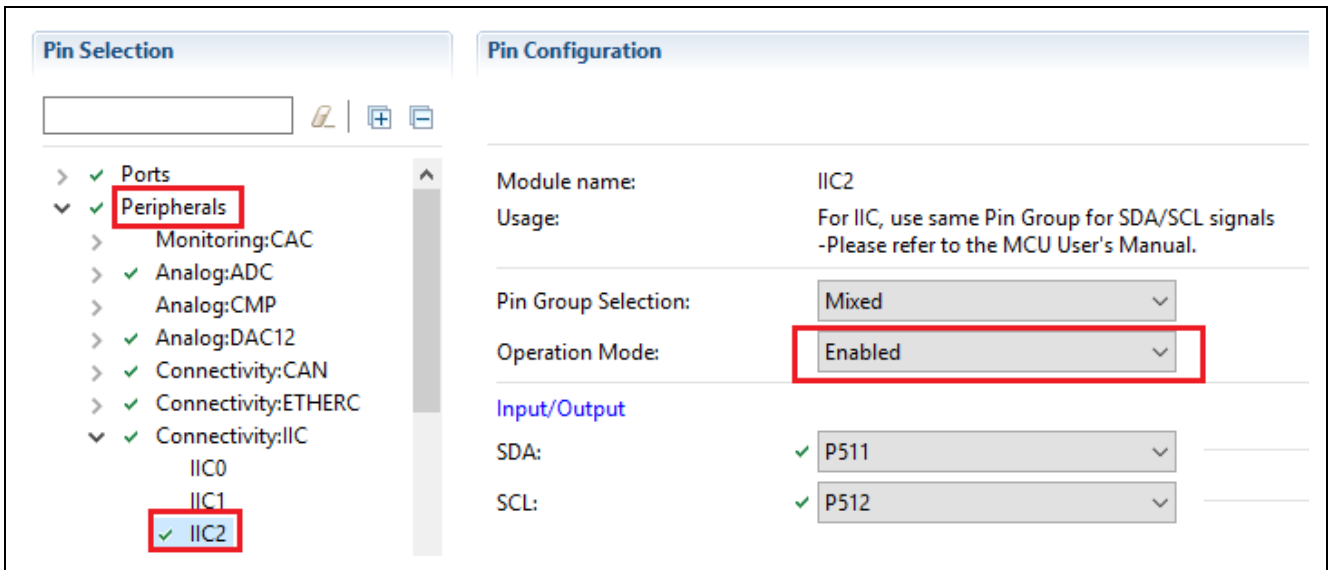 Pin Selection
Ports
Peripherals
Monitoring:CAC
Analog:ADC
Analog:CMP
Analog:DAC12
Connectivity:CAN
Connectivity:ETHERC
Connectivity:IIC
IIC0
IIC1
IIC2
Pin Configuration
Module name: IIC2
Usage: For IIC, use same Pin Group for SDA/SCL signals
-Please refer to the MCU User's Manual.
Pin Group Selection: Mixed
Operation Mode: Enabled
Input/Output
SDA: P511
SCL: P512